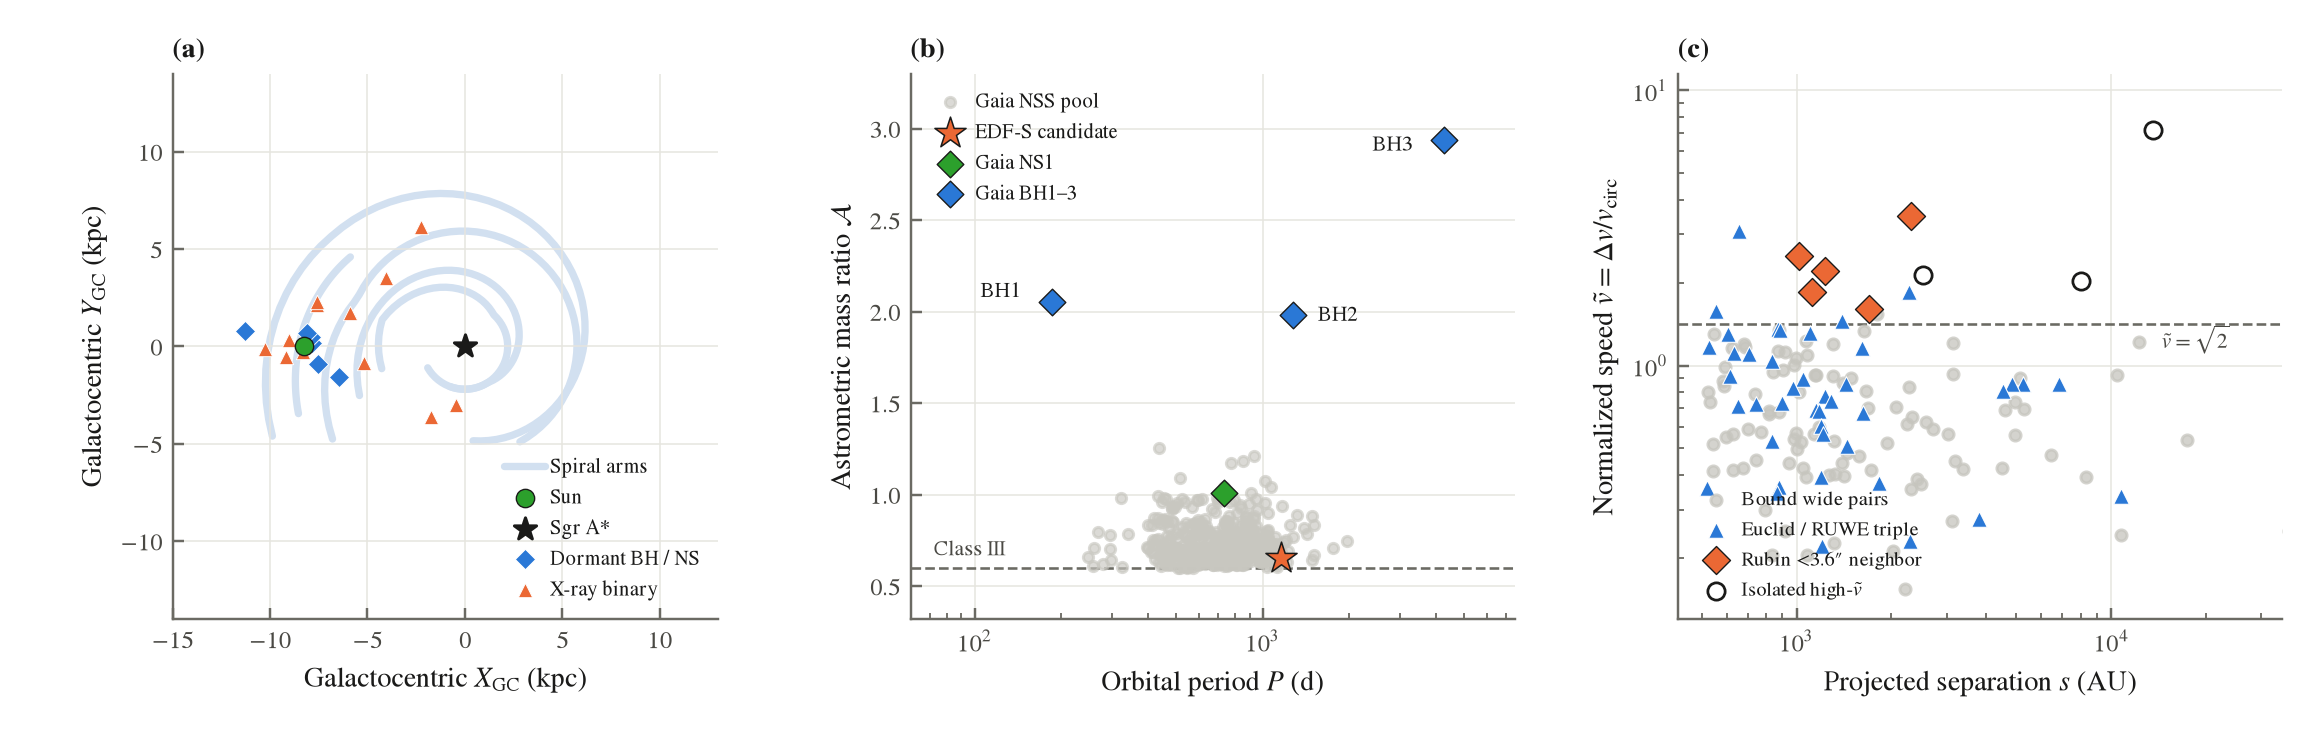 (a)
Galactocentric Y_GC (kpc)
10
5
0
−5
−10
−15
−10
−5
0
5
10
Galactocentric X_GC (kpc)
Spiral arms
Sun
Sgr A*
Dormant BH / NS
X-ray binary
(b)
Astrometric mass ratio 𝒜
3.0
2.5
2.0
1.5
1.0
0.5
10²
10³
Orbital period P (d)
Gaia NSS pool
EDF-S candidate
Gaia NS1
Gaia BH1–3
BH3
BH1
BH2
Class III
(c)
Normalized speed ṽ = Δv/v_circ
10¹
10⁰
10³
10⁴
Projected separation s (AU)
ṽ = √2
Bound wide pairs
Euclid / RUWE triple
Rubin <3.6″ neighbor
Isolated high-ṽ